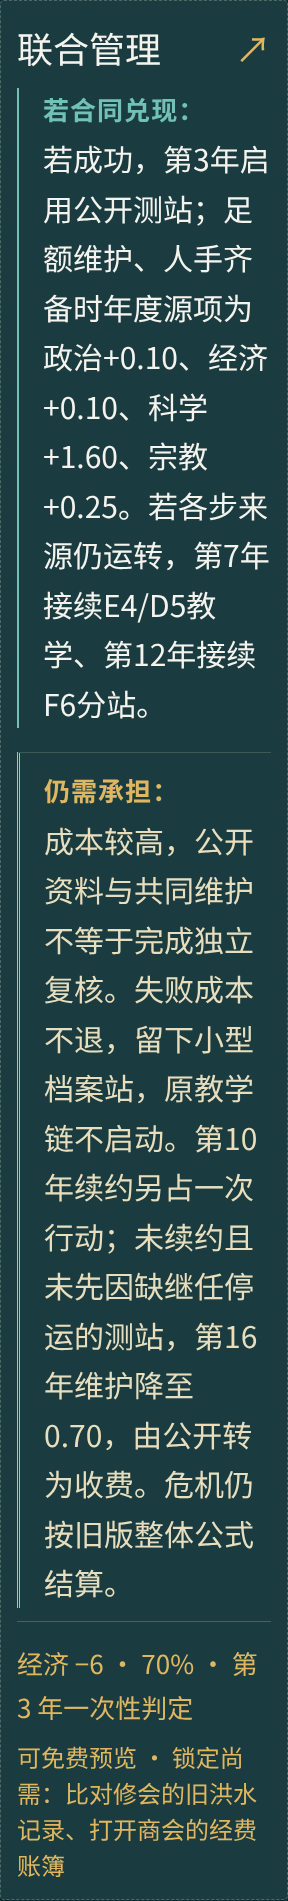 联合管理 ↗
若合同兑现：
若成功，第3年启
用公开测站；足
额维护、人手齐
备时年度源项为
政治+0.10、经济
+0.10、科学
+1.60、宗教
+0.25。若各步来
源仍运转，第7年
接续E4/D5教
学、第12年接续
F6分站。
仍需承担：
成本较高，公开
资料与共同维护
不等于完成独立
复核。失败成本
不退，留下小型
档案站，原教学
链不启动。第10
年续约另占一次
行动；未续约且
未先因缺继任停
运的测站，第16
年维护降至
0.70，由公开转
为收费。危机仍
按旧版整体公式
结算。
经济 −6 · 70% · 第
3 年一次性判定
可免费预览 · 锁定尚
需：比对修会的旧洪水
记录、打开商会的经费
账簿